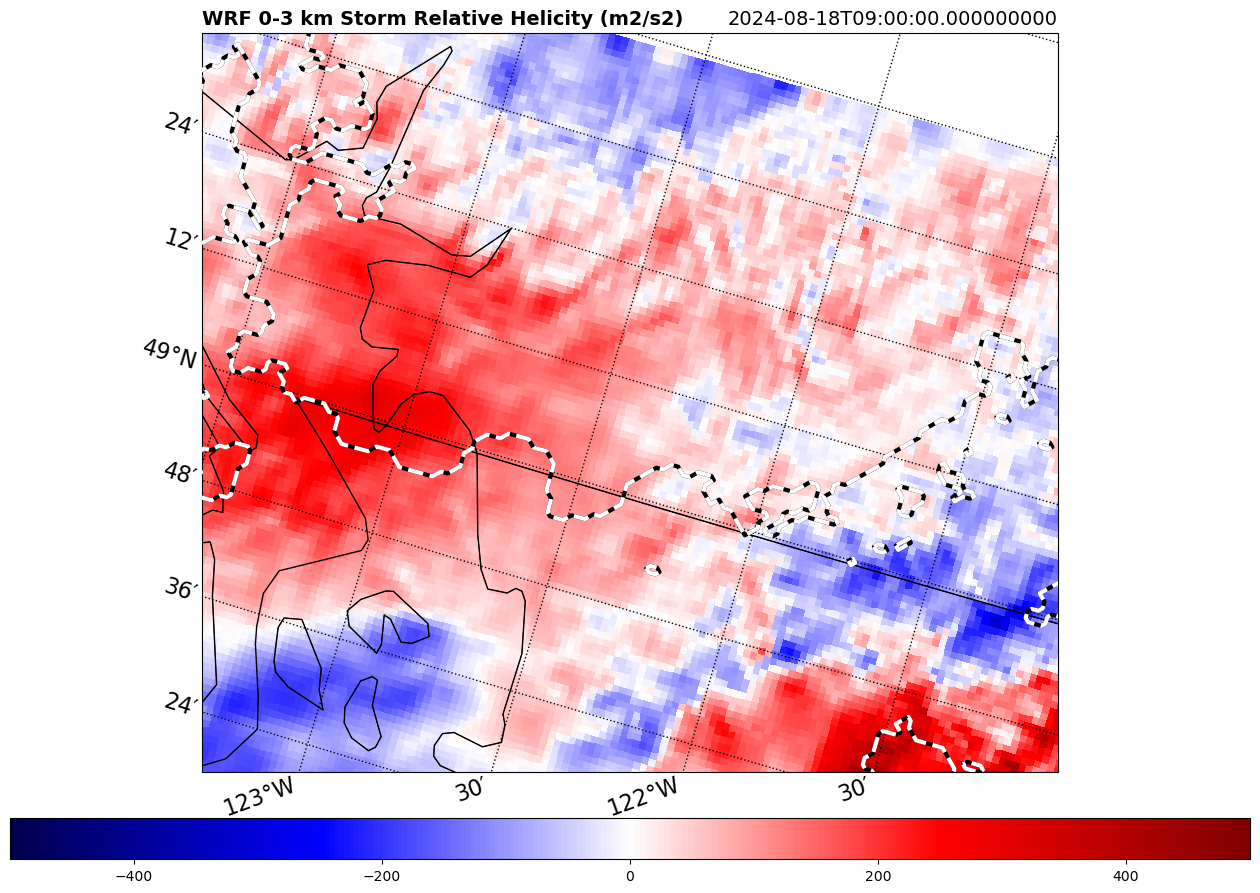 WRF 0-3 km Storm Relative Helicity (m2/s2) 2024-08-18T09:00:00.000000000
24′
12′
49°N
48′
36′
24′
123°W 30′ 122°W 30′
−400 −200 0 200 400